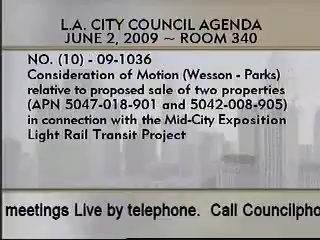 L.A. CITY COUNCIL AGENDA
JUNE 2, 2009 ~ ROOM 340
NO. (10) - 09-1036
Consideration of Motion (Wesson - Parks)
relative to proposed sale of two properties
(APN 5047-018-901 and 5042-008-905)
in connection with the Mid-City Exposition
Light Rail Transit Project
meetings Live by telephone.  Call Councilpho